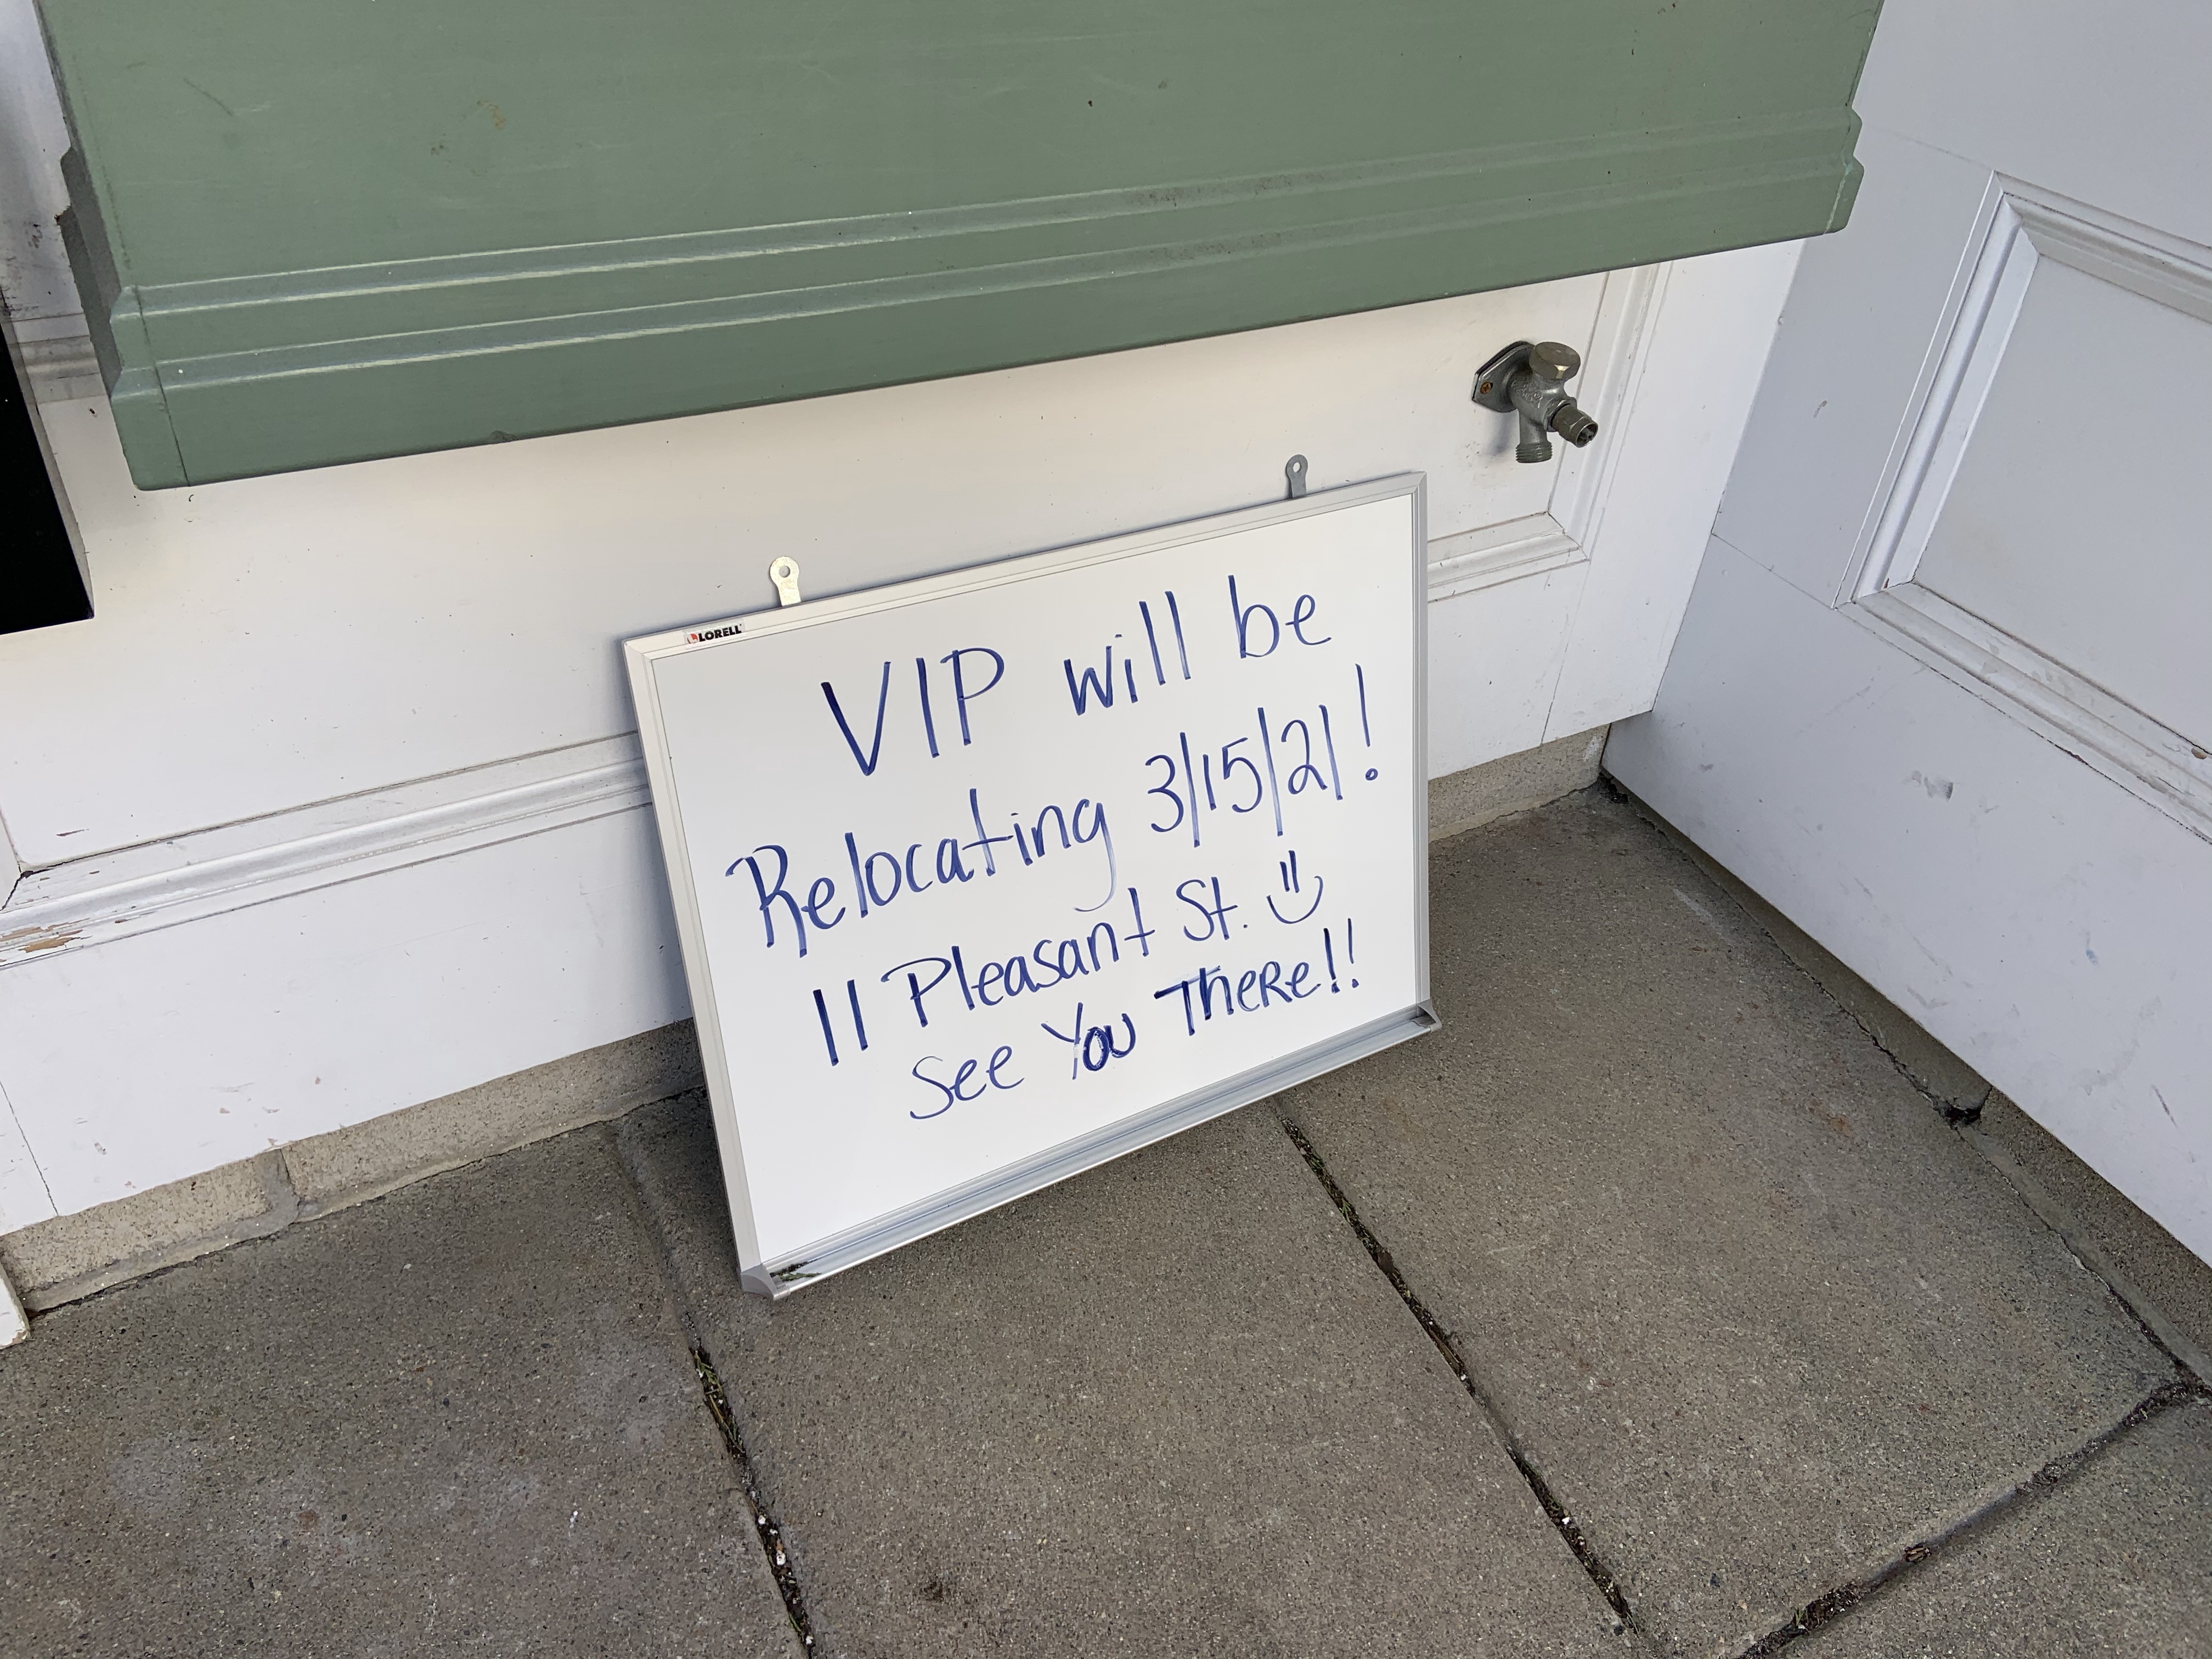 LORELL
VIP will be
Relocating 3/15/21!
11 Pleasant St.
See You There!!